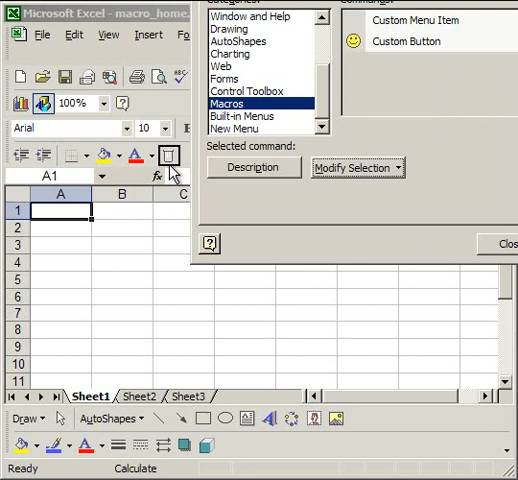 Microsoft Excel - macro_home.
File Edit View Insert
100%
Arial 10
A1 fx
Window and Help
Drawing
AutoShapes
Charting
Web
Forms
Control Toolbox
Macros
Built-in Menus
New Menu
Custom Menu Item
Custom Button
Selected command:
Description Modify Selection
Clos
A B C
1
2
3
4
5
6
7
8
9
10
11
Sheet1 Sheet2 Sheet3
Draw AutoShapes
Ready Calculate